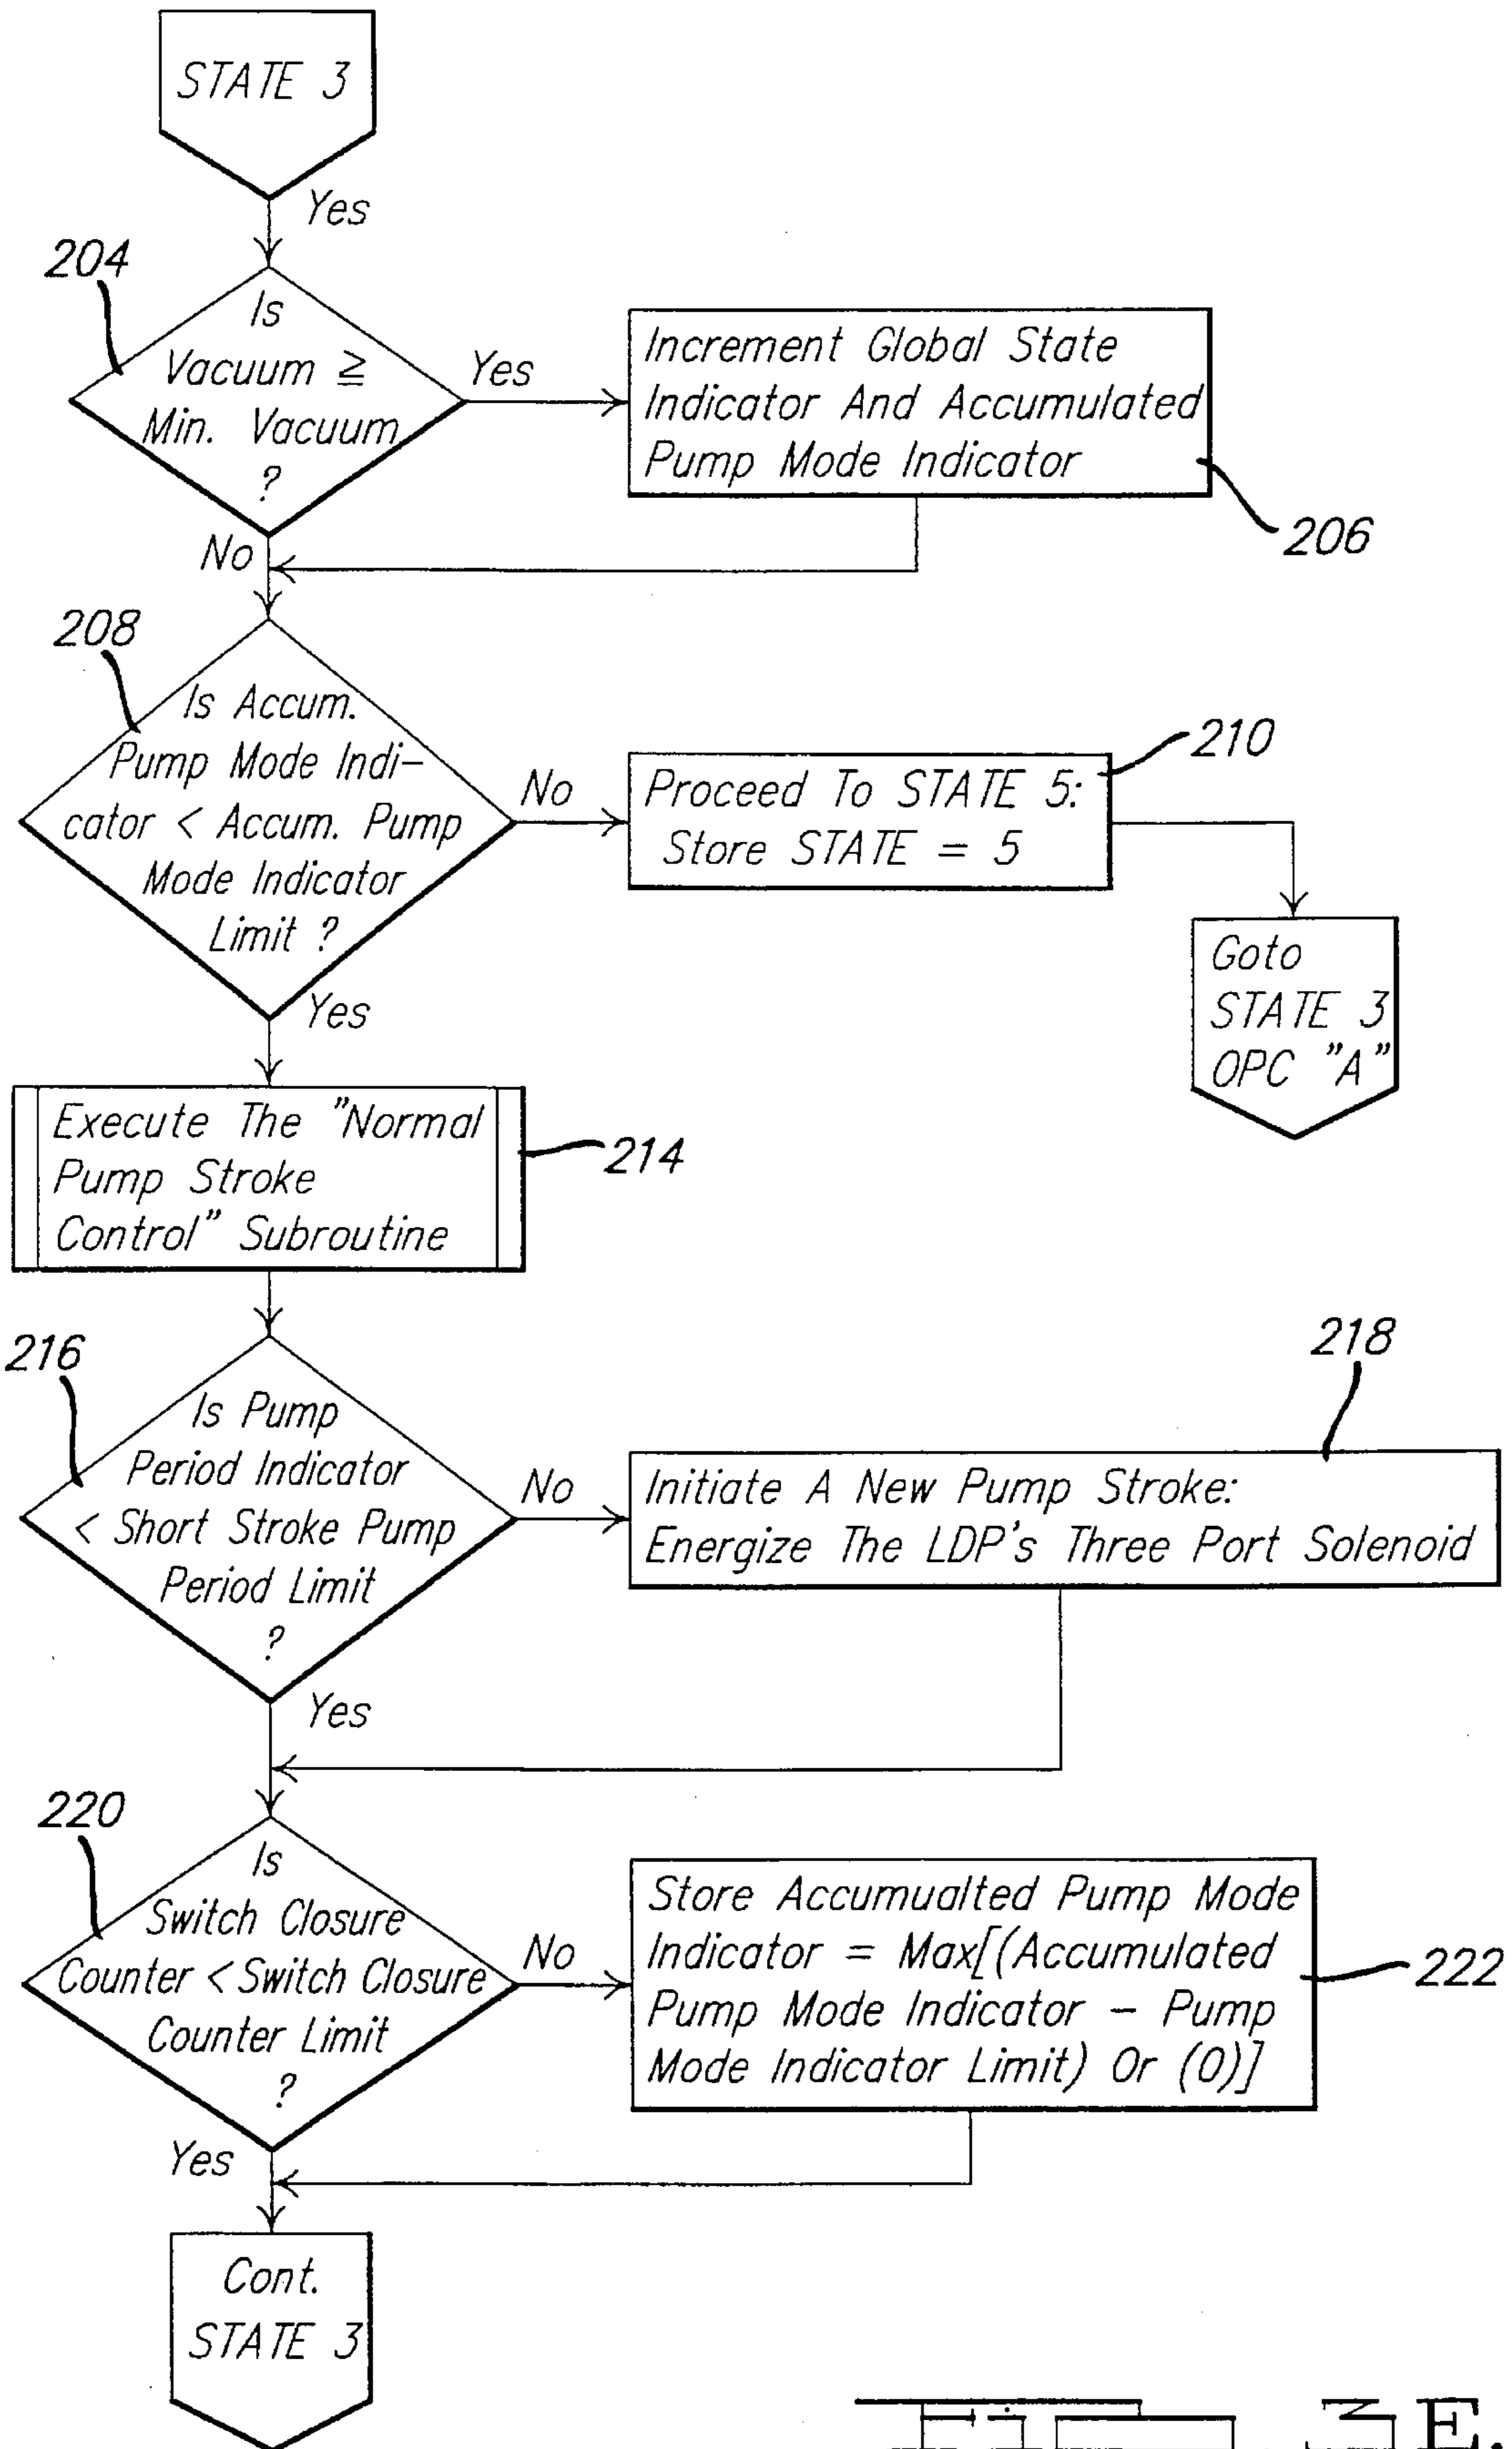 STATE 3
Yes
204
Is
Vacuum ≧
Min. Vacuum
?
Yes
Increment Global State
Indicator And Accumulated
Pump Mode Indicator
206
No
208
Is Accum.
Pump Mode Indi-
cator < Accum. Pump
Mode Indicator
Limit ?
No
Proceed To STATE 5:
Store STATE = 5
210
Goto
STATE 3
OPC "A"
Yes
Execute The "Normal
Pump Stroke
Control" Subroutine
214
216
Is Pump
Period Indicator
< Short Stroke Pump
Period Limit
?
No
218
Initiate A New Pump Stroke:
Energize The LDP's Three Port Solenoid
Yes
220
Is
Switch Closure
Counter < Switch Closure
Counter Limit
?
No
Store Accumualted Pump Mode
Indicator = Max[(Accumulated
Pump Mode Indicator – Pump
Mode Indicator Limit) Or (0)]
222
Yes
Cont.
STATE 3